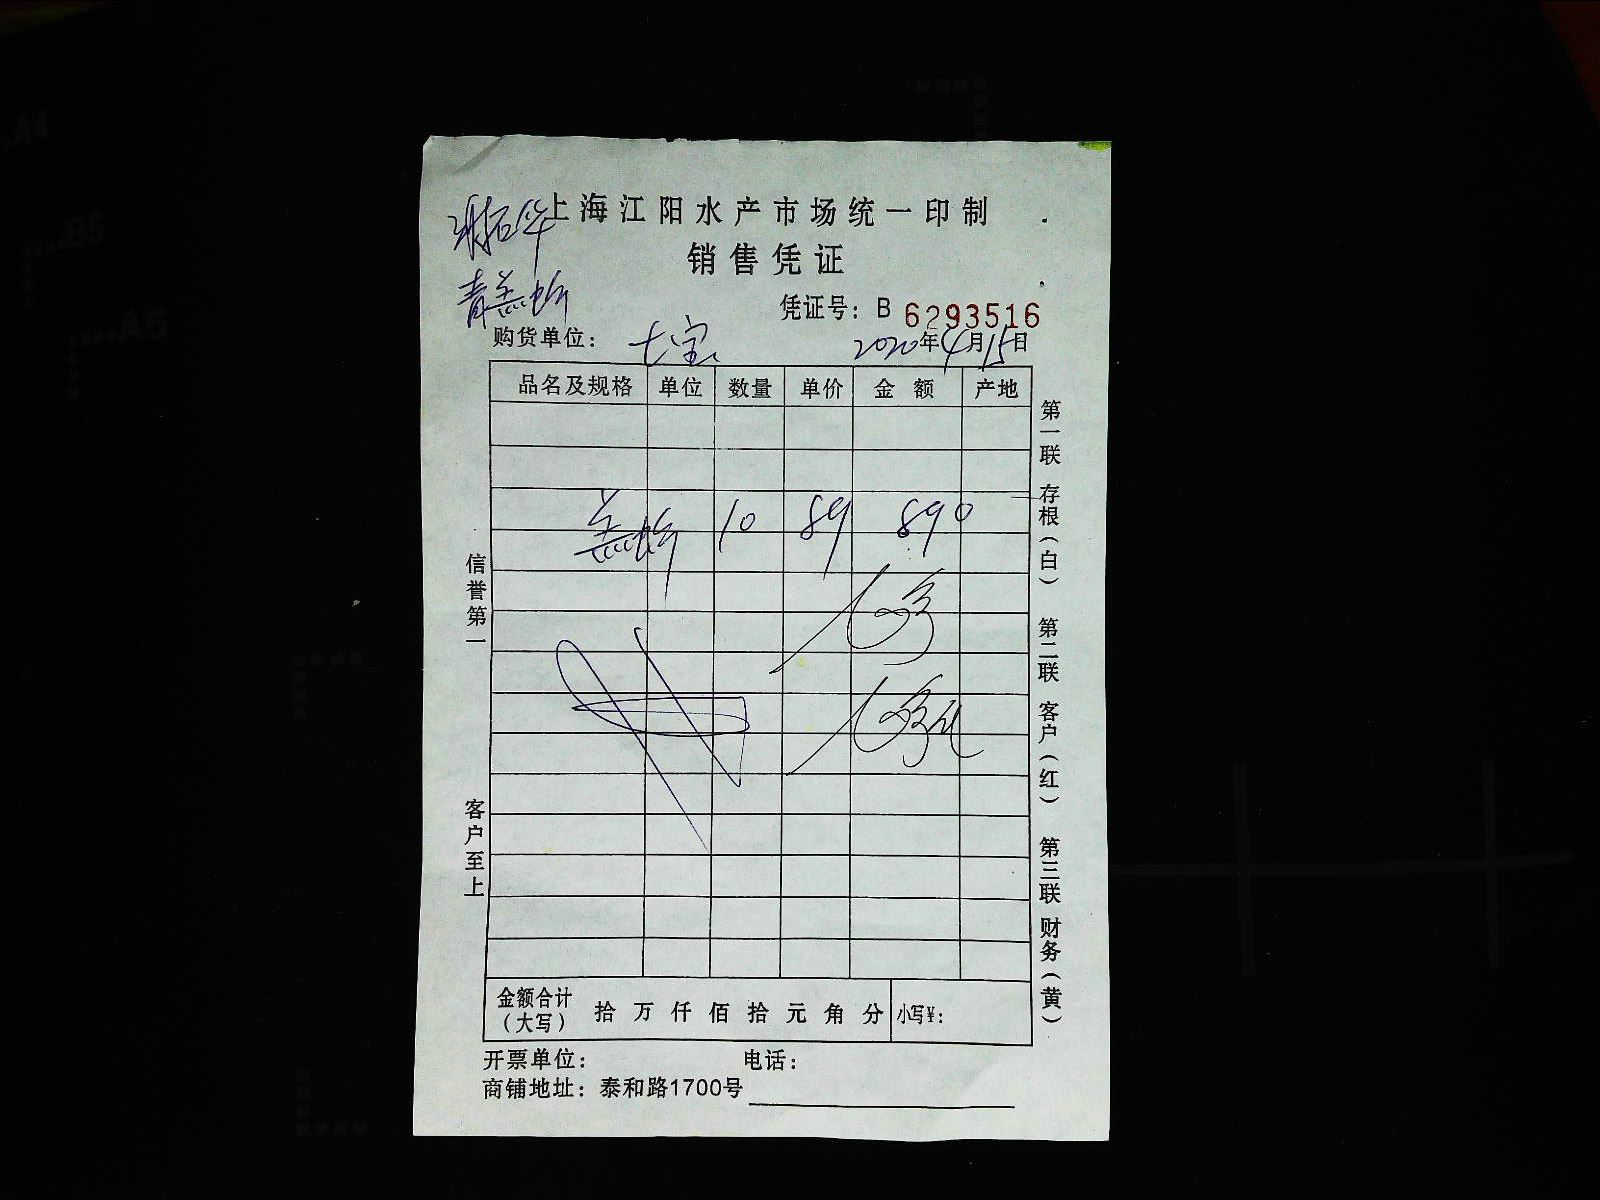 上海江阳水产市场统一印制
销售凭证
凭证号：B 6293516
购货单位：七宝
2020年4月15日
品名及规格 单位 数量 单价 金额 产地
10 89 890
信誉第一
客户至上
第一联 存根（白） 第二联 客户（红） 第三联 财务（黄）
金额合计（大写） 拾 万 仟 佰 拾 元 角 分 小写¥：
开票单位： 电话：
商铺地址：泰和路1700号
A4
B5
A5